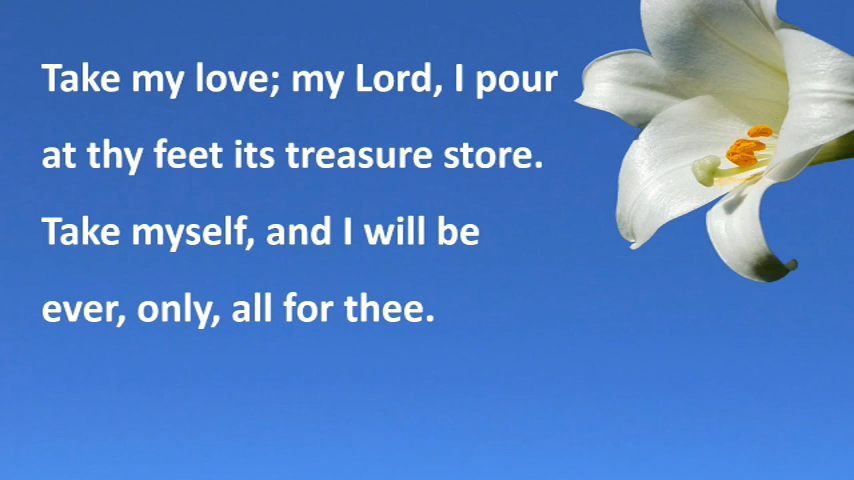 Take my love; my Lord, I pour
at thy feet its treasure store.
Take myself, and I will be
ever, only, all for thee.